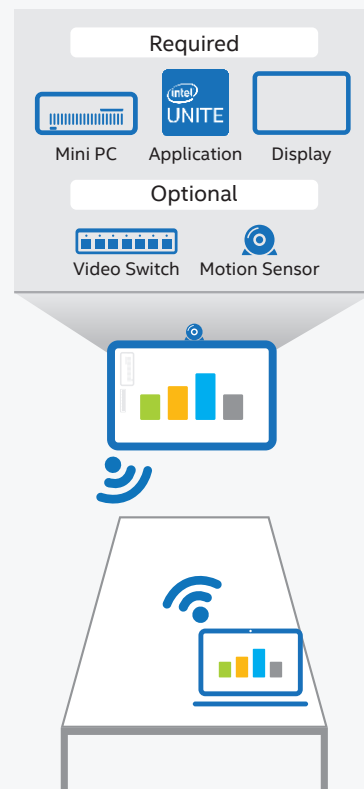 Required
intel
UNITE
Mini PC Application Display
Optional
Video Switch Motion Sensor